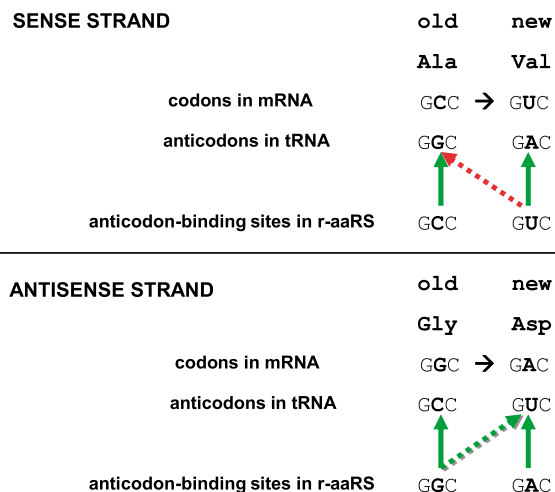 SENSE STRAND old new
Ala Val
codons in mRNA GCC → GUC
anticodons in tRNA GGC GAC
anticodon-binding sites in r-aaRS GCC GUC
ANTISENSE STRAND old new
Gly Asp
codons in mRNA GGC → GAC
anticodons in tRNA GCC GUC
anticodon-binding sites in r-aaRS GGC GAC